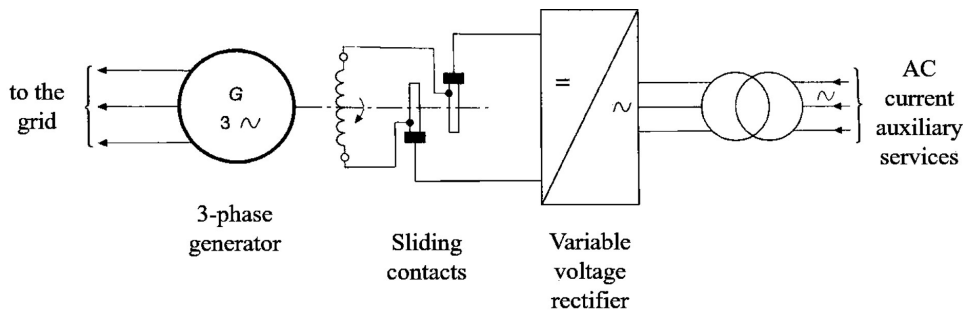 to the
grid
G
3 ~
3-phase
generator
Sliding
contacts
=
~
Variable
voltage
rectifier
~
AC
current
auxiliary
services